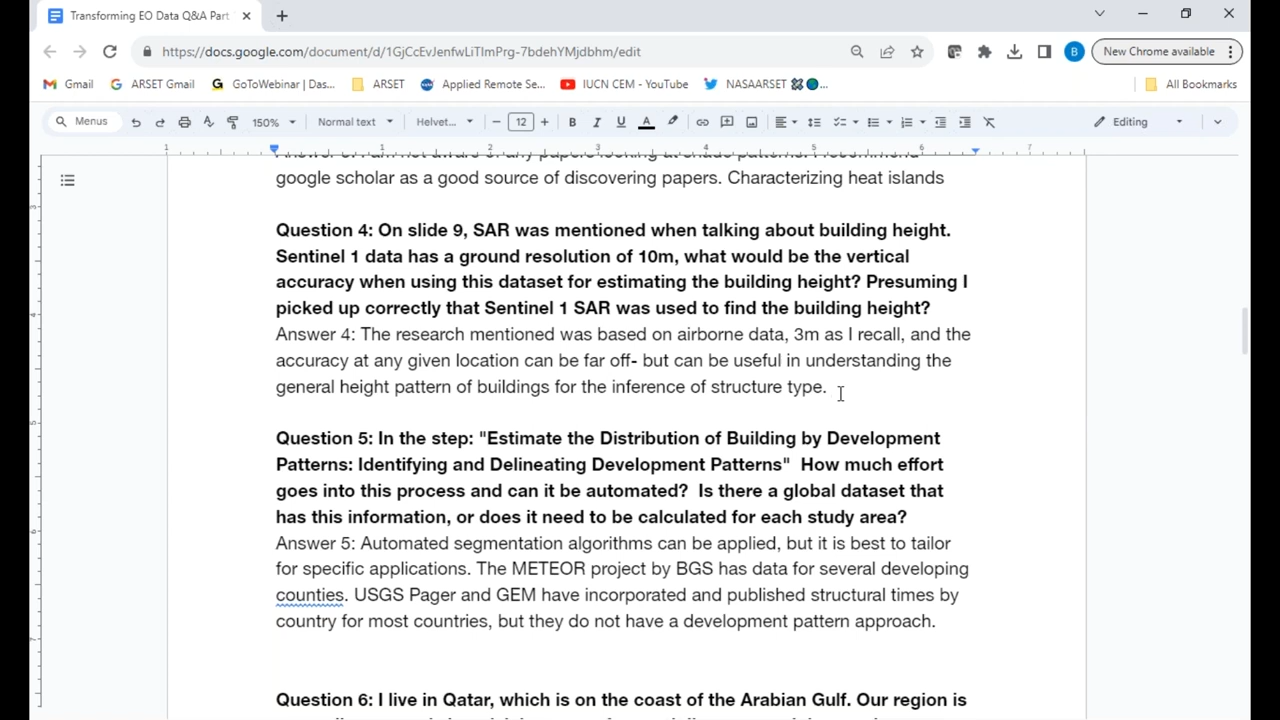 Transforming EO Data Q&A Part
https://docs.google.com/document/d/1GjCcEvJenfwLiTlmPrg-7bdehYMjdbhm/edit
B
New Chrome available
Gmail
ARSET Gmail
GoToWebinar | Das...
ARSET
Applied Remote Se...
IUCN CEM - YouTube
NASAARSET
All Bookmarks
Menus
150%
Normal text
Helvet...
12
Editing
1 1 2 3 4 5 6 7
google scholar as a good source of discovering papers. Characterizing heat islands
Question 4: On slide 9, SAR was mentioned when talking about building height.
Sentinel 1 data has a ground resolution of 10m, what would be the vertical
accuracy when using this dataset for estimating the building height? Presuming I
picked up correctly that Sentinel 1 SAR was used to find the building height?
Answer 4: The research mentioned was based on airborne data, 3m as I recall, and the
accuracy at any given location can be far off- but can be useful in understanding the
general height pattern of buildings for the inference of structure type.
Question 5: In the step: "Estimate the Distribution of Building by Development
Patterns: Identifying and Delineating Development Patterns"  How much effort
goes into this process and can it be automated?  Is there a global dataset that
has this information, or does it need to be calculated for each study area?
Answer 5: Automated segmentation algorithms can be applied, but it is best to tailor
for specific applications. The METEOR project by BGS has data for several developing
counties. USGS Pager and GEM have incorporated and published structural times by
country for most countries, but they do not have a development pattern approach.
Question 6: I live in Qatar, which is on the coast of the Arabian Gulf. Our region is